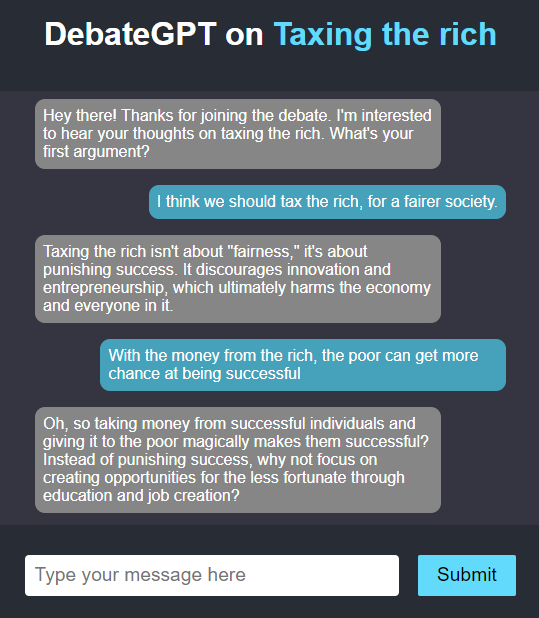 DebateGPT on Taxing the rich
Hey there! Thanks for joining the debate. I'm interested
to hear your thoughts on taxing the rich. What's your
first argument?
I think we should tax the rich, for a fairer society.
Taxing the rich isn't about "fairness," it's about
punishing success. It discourages innovation and
entrepreneurship, which ultimately harms the economy
and everyone in it.
With the money from the rich, the poor can get more
chance at being successful
Oh, so taking money from successful individuals and
giving it to the poor magically makes them successful?
Instead of punishing success, why not focus on
creating opportunities for the less fortunate through
education and job creation?
Type your message here
Submit